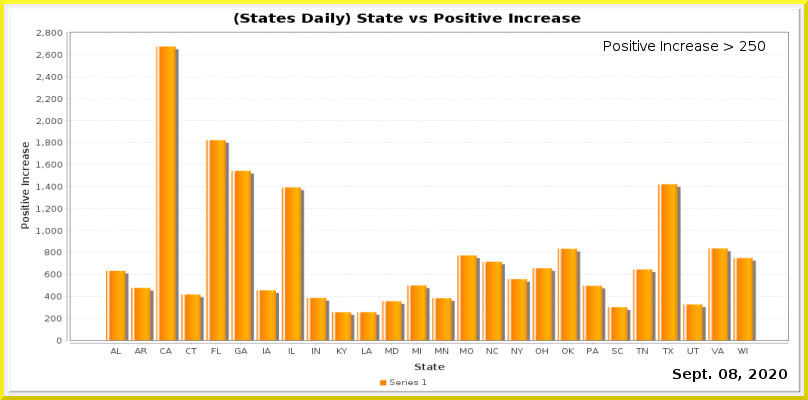 (States Daily) State vs Positive Increase
Positive Increase > 250
Positive Increase
2,800
2,600
2,400
2,200
2,000
1,800
1,600
1,400
1,200
1,000
800
600
400
200
0
AL AR CA CT FL GA IA IL IN KY LA MD MI MN MO NC NY OH OK PA SC TN TX UT VA WI
State
Series 1
Sept. 08, 2020